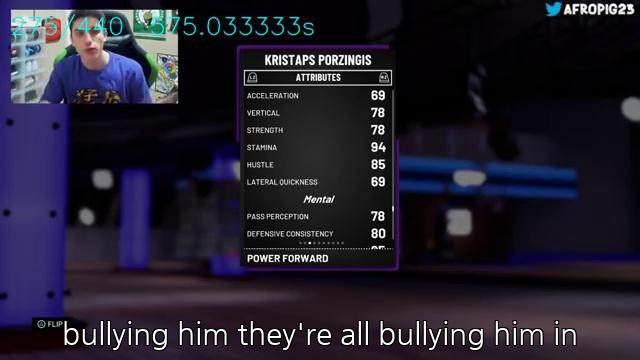 275/440 -575.033333s
AFROPIG23
KRISTAPS PORZINGIS
ATTRIBUTES
ACCELERATION 69
VERTICAL 78
STRENGTH 78
STAMINA 94
HUSTLE 85
LATERAL QUICKNESS 69
Mental
PASS PERCEPTION 78
DEFENSIVE CONSISTENCY 80
POWER FORWARD
FLIP
bullying him they're all bullying him in